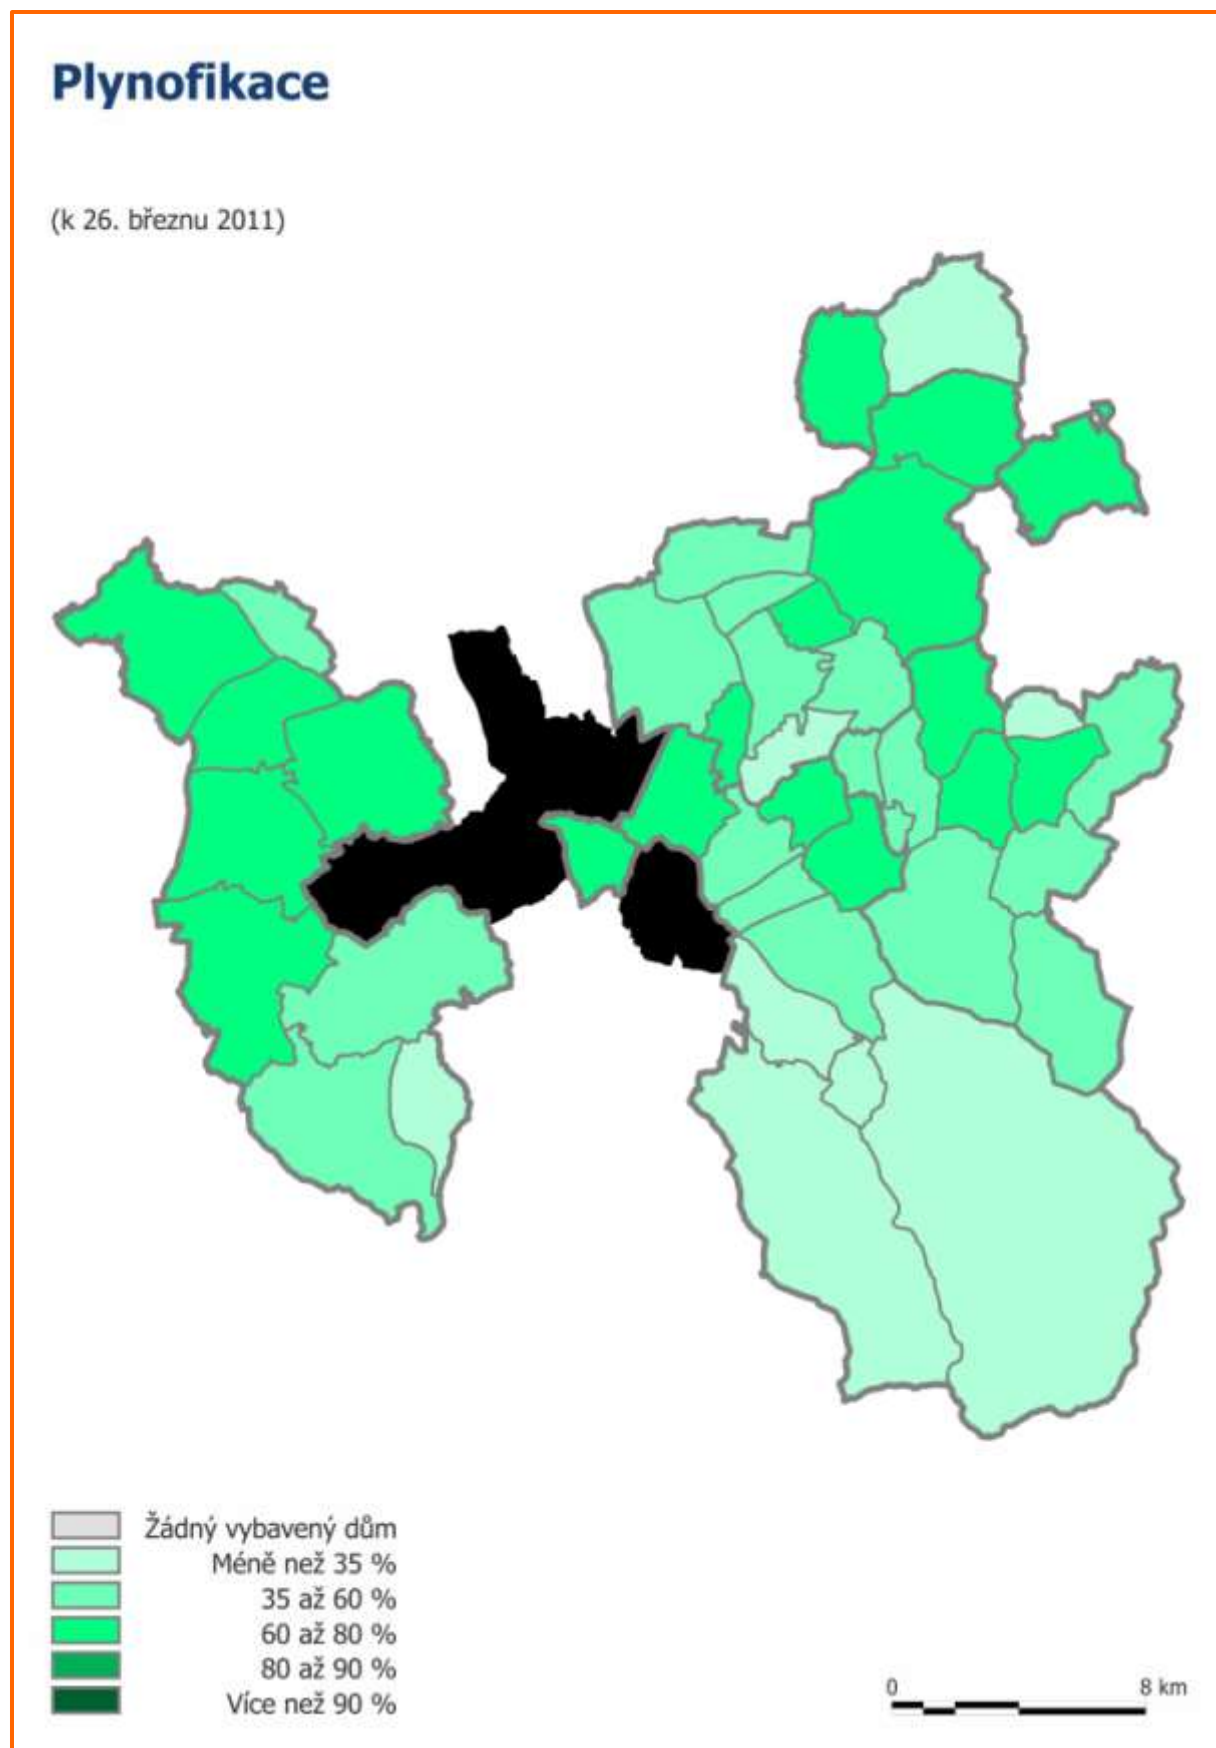 Plynofikace
(k 26. březnu 2011)
Žádný vybavený dům
Méně než 35 %
35 až 60 %
60 až 80 %
80 až 90 %
Více než 90 %
0 8 km